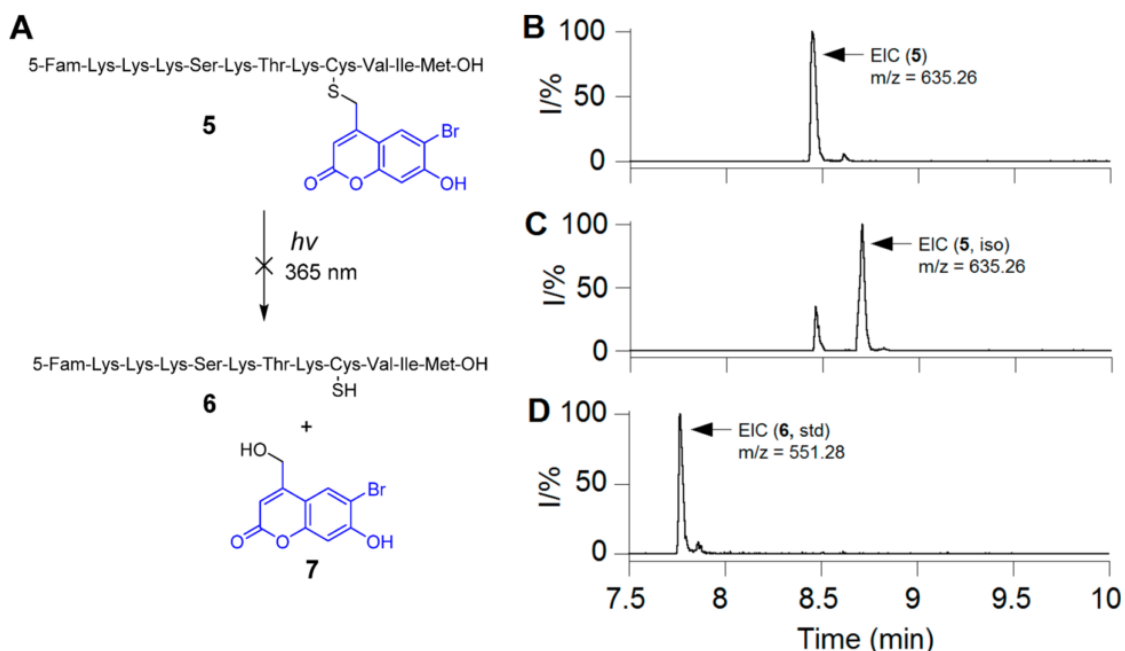 A
5-Fam-Lys-Lys-Lys-Ser-Lys-Thr-Lys-Cys-Val-Ile-Met-OH
S
5
Br
O
O
OH
hv
365 nm
5-Fam-Lys-Lys-Lys-Ser-Lys-Thr-Lys-Cys-Val-Ile-Met-OH
SH
6
+
HO
Br
O
O
OH
7
B
100
50
0
I/%
EIC (5)
m/z = 635.26
C
100
50
0
I/%
EIC (5, iso)
m/z = 635.26
D
100
50
0
I/%
EIC (6, std)
m/z = 551.28
7.5 8 8.5 9 9.5 10
Time (min)